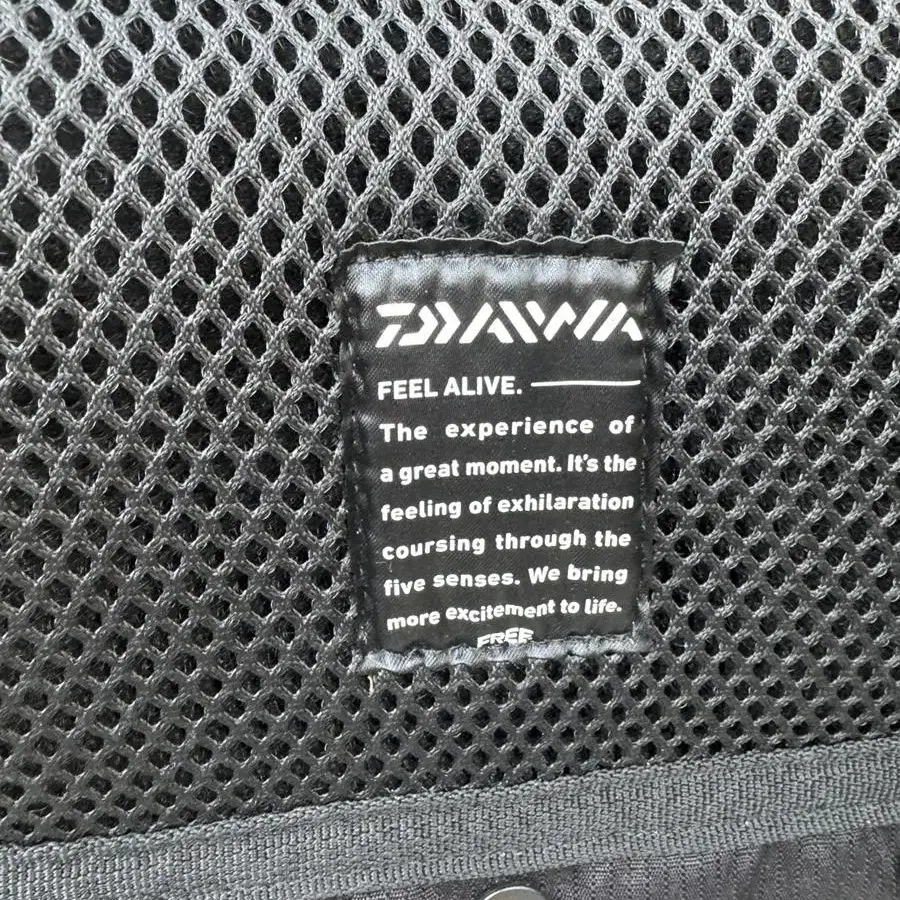 DAIWA
FEEL ALIVE.
The experience of
a great moment. It's the
feeling of exhilaration
coursing through the
five senses. We bring
more excitement to life.
FREE